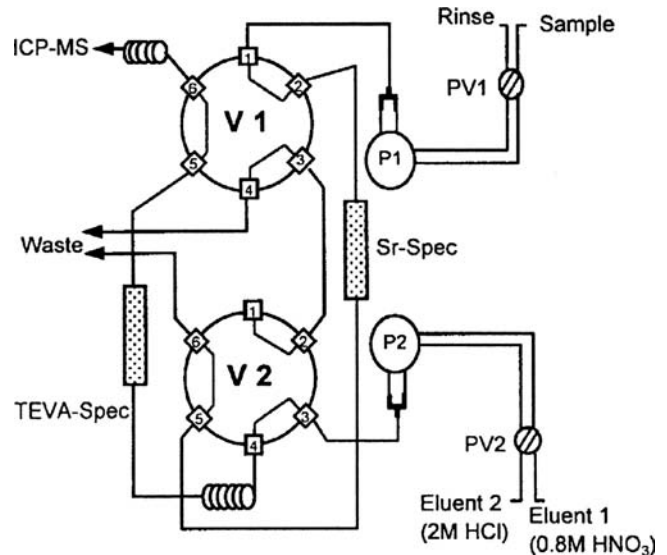 Rinse
Sample
ICP-MS
1
6
2
PV1
V 1
P1
5
3
4
Waste
Sr-Spec
1
6
2
P2
V 2
TEVA-Spec
5
3
4
PV2
Eluent 2
(2M HCl)
Eluent 1
(0.8M HNO₃)